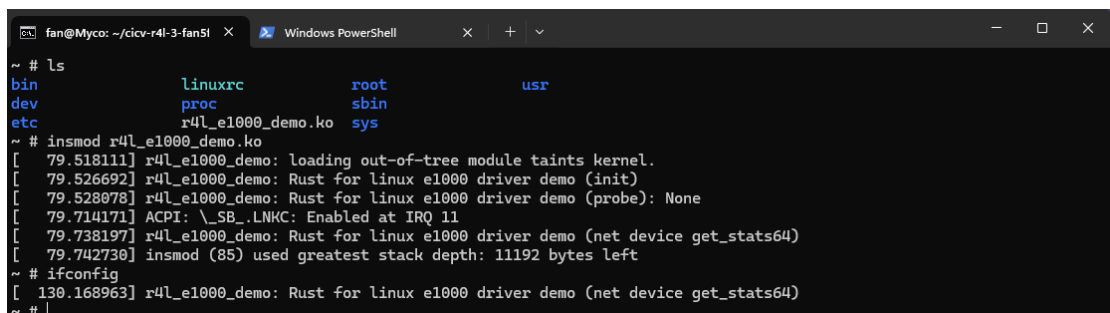 fan@Myco: ~/cicv-r4l-3-fan5f Windows PowerShell
~ # ls
bin linuxrc root usr
dev proc sbin
etc r4l_e1000_demo.ko sys
~ # insmod r4l_e1000_demo.ko
[   79.518111] r4l_e1000_demo: loading out-of-tree module taints kernel.
[   79.526692] r4l_e1000_demo: Rust for linux e1000 driver demo (init)
[   79.528078] r4l_e1000_demo: Rust for linux e1000 driver demo (probe): None
[   79.714171] ACPI: \_SB_.LNKC: Enabled at IRQ 11
[   79.738197] r4l_e1000_demo: Rust for linux e1000 driver demo (net device get_stats64)
[   79.742730] insmod (85) used greatest stack depth: 11192 bytes left
~ # ifconfig
[  130.168963] r4l_e1000_demo: Rust for linux e1000 driver demo (net device get_stats64)
~ #